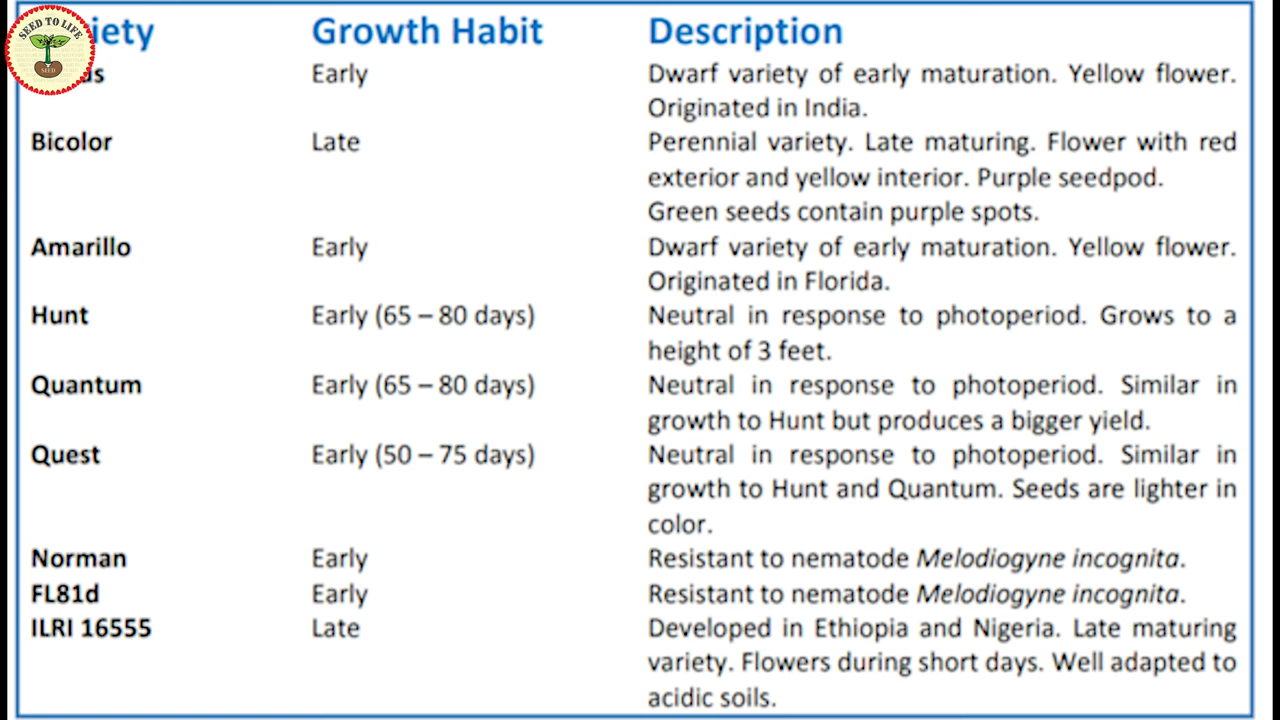 SEED TO LIFE
SEED
Growth Habit Description
Early Dwarf variety of early maturation. Yellow flower.
Originated in India.
Bicolor Late Perennial variety. Late maturing. Flower with red
exterior and yellow interior. Purple seedpod.
Green seeds contain purple spots.
Amarillo Early Dwarf variety of early maturation. Yellow flower.
Originated in Florida.
Hunt Early (65 – 80 days) Neutral in response to photoperiod. Grows to a
height of 3 feet.
Quantum Early (65 – 80 days) Neutral in response to photoperiod. Similar in
growth to Hunt but produces a bigger yield.
Quest Early (50 – 75 days) Neutral in response to photoperiod. Similar in
growth to Hunt and Quantum. Seeds are lighter in
color.
Norman Early Resistant to nematode Melodiogyne incognita.
FL81d Early Resistant to nematode Melodiogyne incognita.
ILRI 16555 Late Developed in Ethiopia and Nigeria. Late maturing
variety. Flowers during short days. Well adapted to
acidic soils.